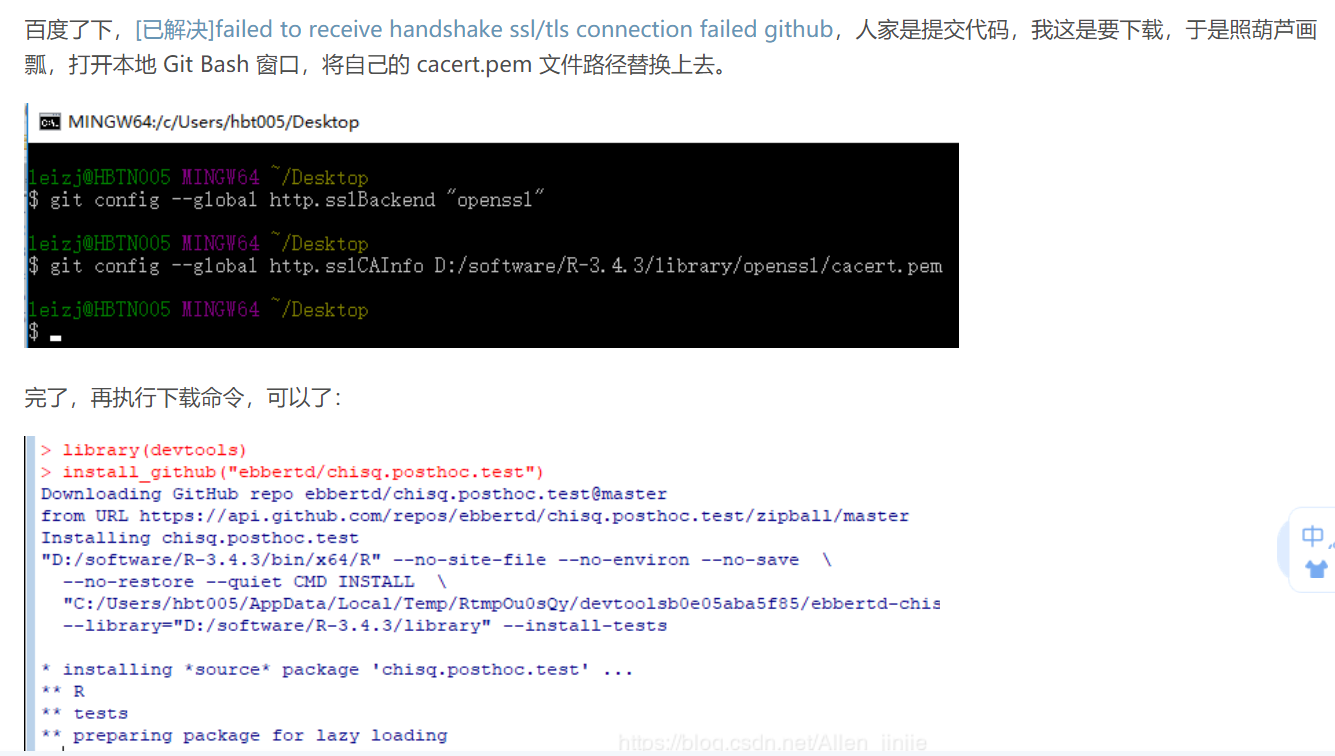 百度了下，[已解决]failed to receive handshake ssl/tls connection failed github，人家是提交代码，我这是要下载，于是照葫芦画
瓢，打开本地 Git Bash 窗口，将自己的 cacert.pem 文件路径替换上去。
MINGW64:/c/Users/hbt005/Desktop
leizj@HBTN005 MINGW64 ~/Desktop
$ git config --global http.sslBackend "openssl"
leizj@HBTN005 MINGW64 ~/Desktop
$ git config --global http.sslCAInfo D:/software/R-3.4.3/library/openssl/cacert.pem
leizj@HBTN005 MINGW64 ~/Desktop
$
完了，再执行下载命令，可以了：
> library(devtools)
> install_github("ebbertd/chisq.posthoc.test")
Downloading GitHub repo ebbertd/chisq.posthoc.test@master
from URL https://api.github.com/repos/ebbertd/chisq.posthoc.test/zipball/master
Installing chisq.posthoc.test
"D:/software/R-3.4.3/bin/x64/R" --no-site-file --no-environ --no-save \
--no-restore --quiet CMD INSTALL \
"C:/Users/hbt005/AppData/Local/Temp/RtmpOu0sQy/devtoolsb0e05aba5f85/ebbertd-chis
--library="D:/software/R-3.4.3/library" --install-tests
* installing *source* package 'chisq.posthoc.test' ...
** R
** tests
** preparing package for lazy loading
https://blog.csdn.net/Allen_jinjie
中